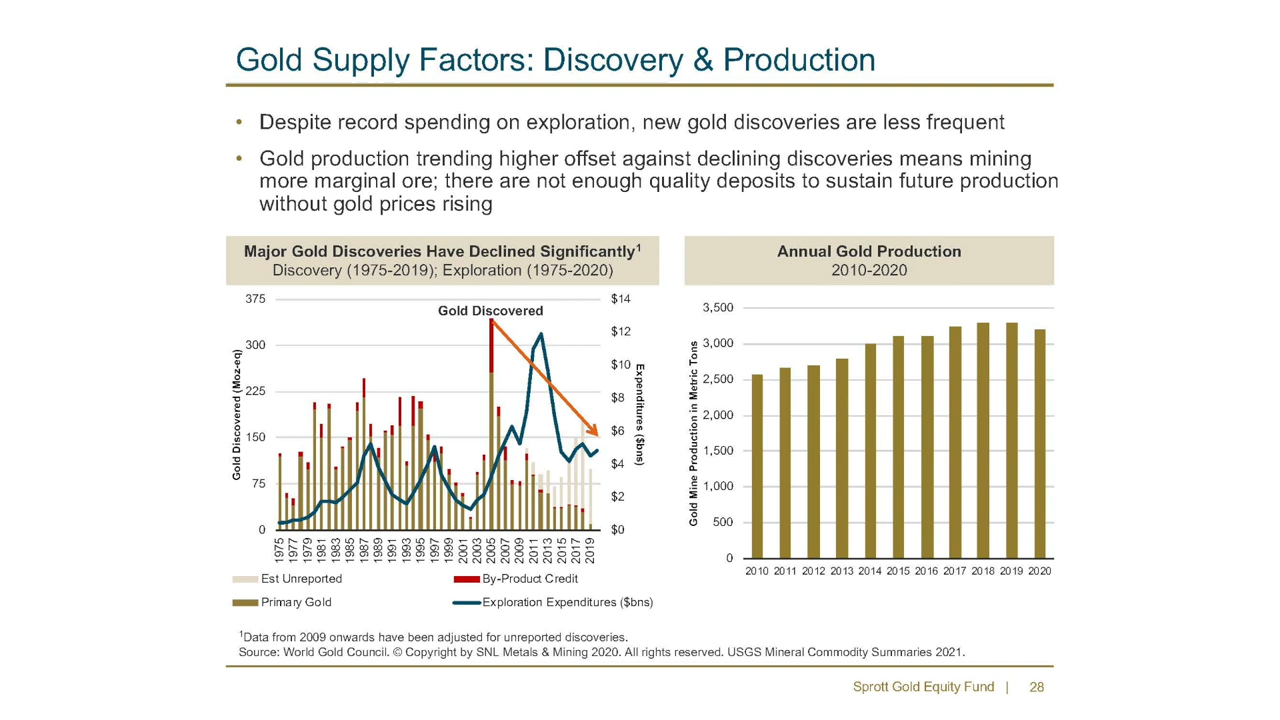 Gold Supply Factors: Discovery & Production
• Despite record spending on exploration, new gold discoveries are less frequent
• Gold production trending higher offset against declining discoveries means mining
more marginal ore; there are not enough quality deposits to sustain future production
without gold prices rising
Major Gold Discoveries Have Declined Significantly¹
Discovery (1975-2019); Exploration (1975-2020)
Gold Discovered
Gold Discovered (Moz-eq)
375
300
225
150
75
0
$14
$12
$10
$8
$6
$4
$2
$0
Expenditures ($bns)
1975 1977 1979 1981 1983 1985 1987 1989 1991 1993 1995 1997 1999 2001 2003 2005 2007 2009 2011 2013 2015 2017 2019
Est Unreported
By-Product Credit
Primary Gold
Exploration Expenditures ($bns)
Annual Gold Production
2010-2020
Gold Mine Production in Metric Tons
3,500
3,000
2,500
2,000
1,500
1,000
500
0
2010 2011 2012 2013 2014 2015 2016 2017 2018 2019 2020
¹Data from 2009 onwards have been adjusted for unreported discoveries.
Source: World Gold Council. © Copyright by SNL Metals & Mining 2020. All rights reserved. USGS Mineral Commodity Summaries 2021.
Sprott Gold Equity Fund | 28